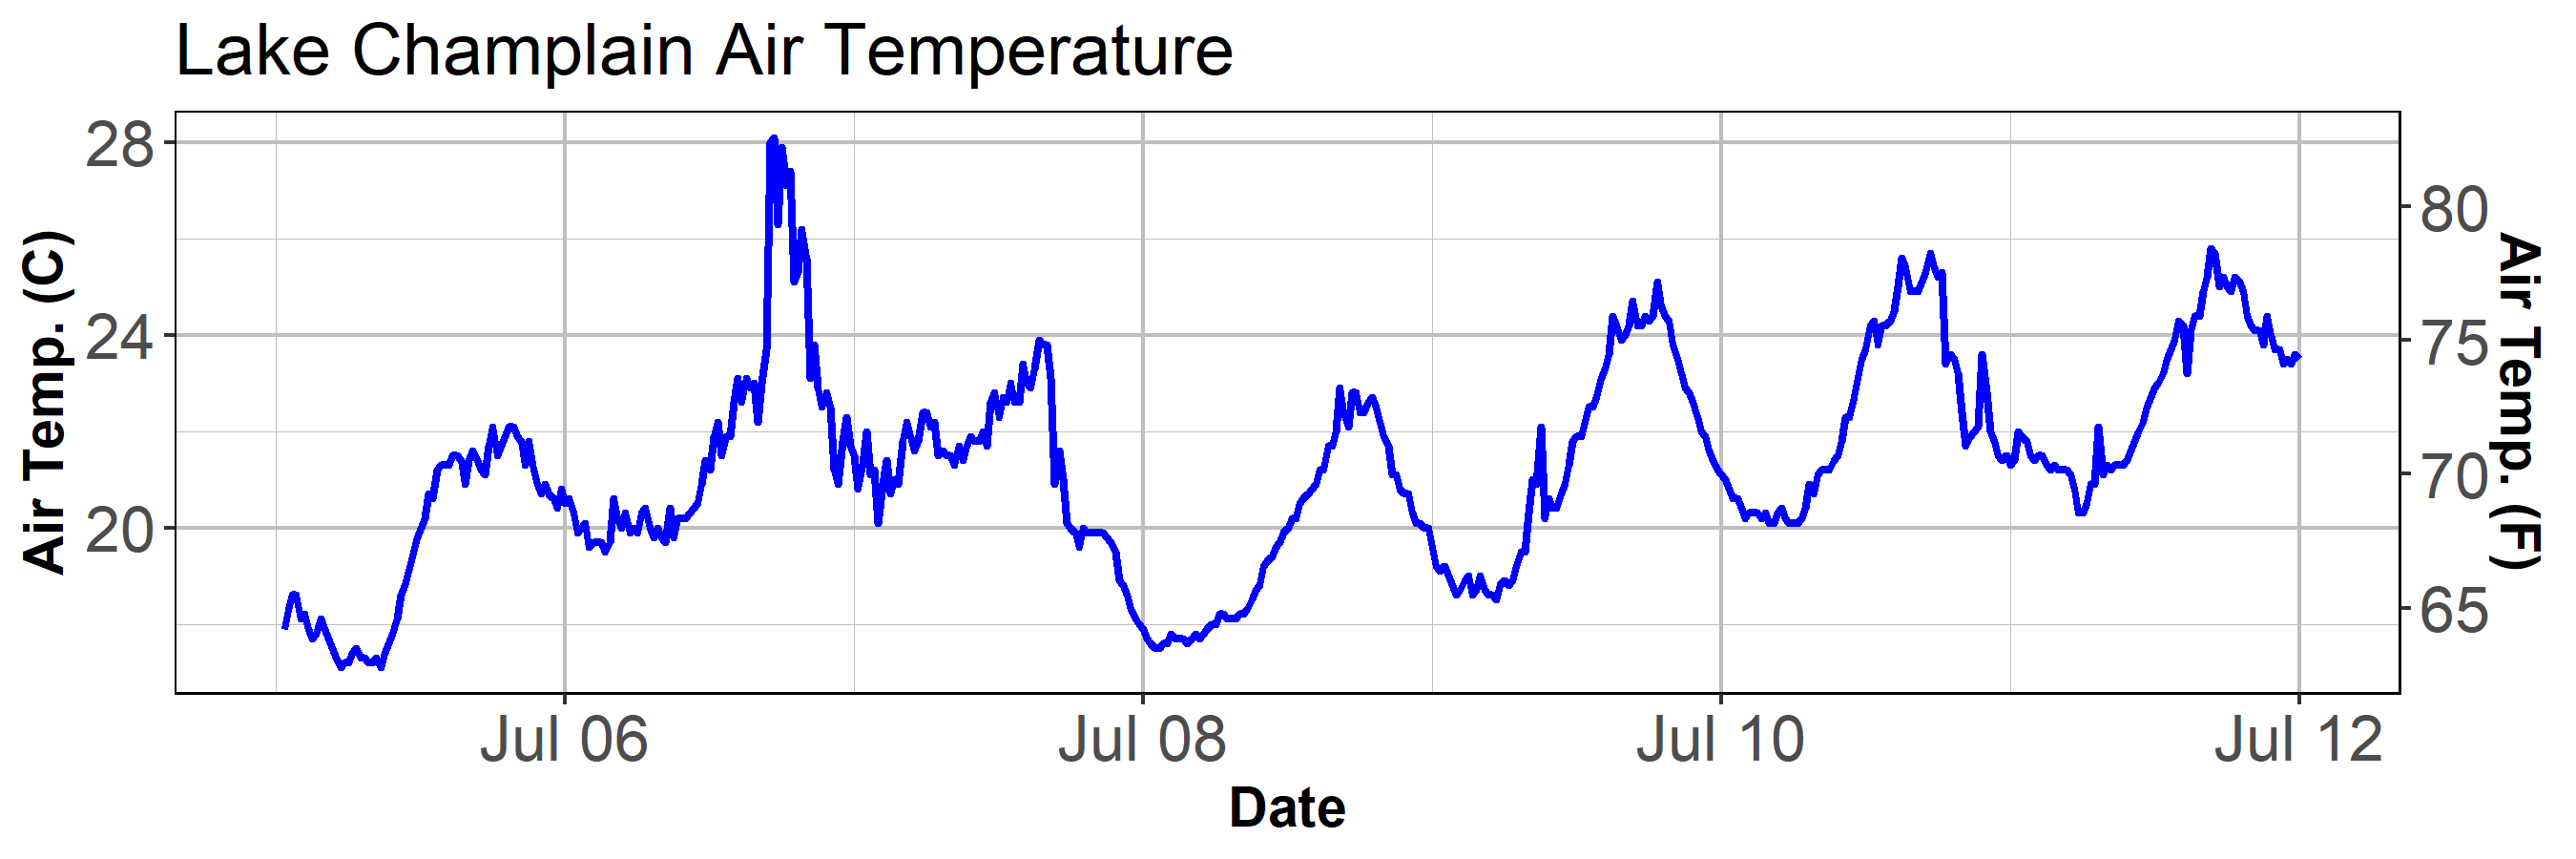 Lake Champlain Air Temperature
28
24
20
Air Temp. (C)
80
75
70
65
Air Temp. (F)
Jul 06 Jul 08 Jul 10 Jul 12
Date